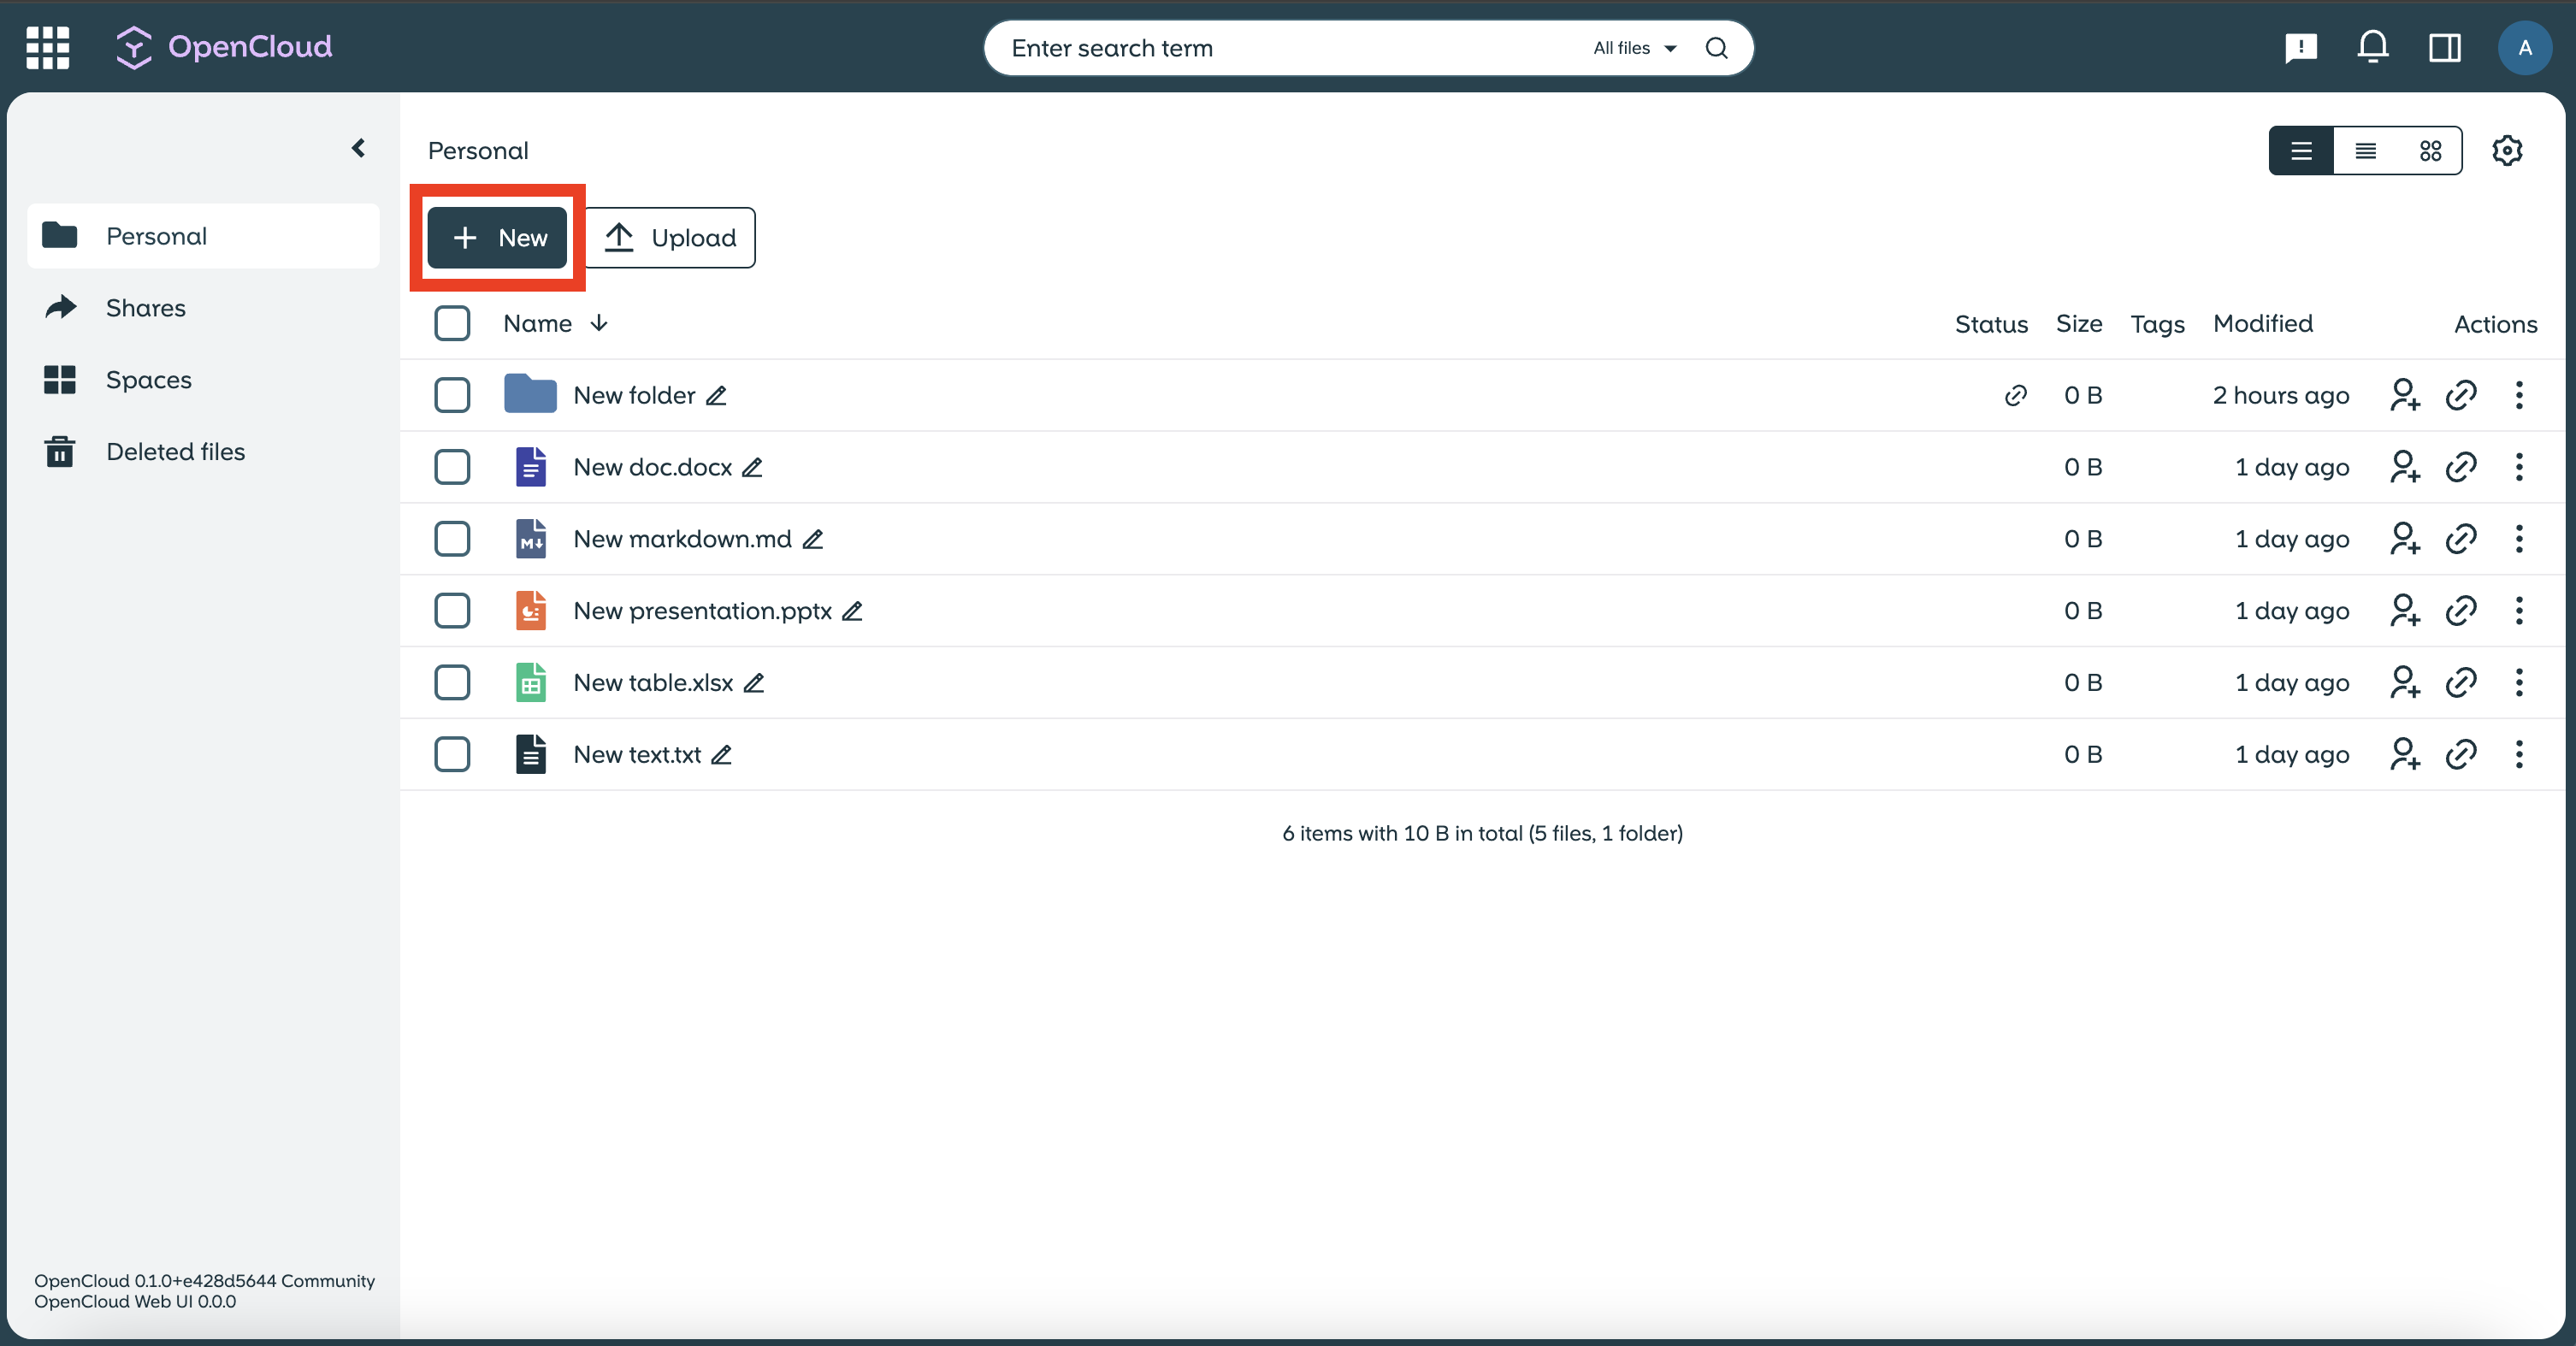 OpenCloud
Enter search term
All files
A
Personal
Shares
Spaces
Deleted files
Personal
New
Upload
Name Status Size Tags Modified Actions
New folder 0 B 2 hours ago
New doc.docx 0 B 1 day ago
New markdown.md 0 B 1 day ago
New presentation.pptx 0 B 1 day ago
New table.xlsx 0 B 1 day ago
New text.txt 0 B 1 day ago
6 items with 10 B in total (5 files, 1 folder)
OpenCloud 0.1.0+e428d5644 Community
OpenCloud Web UI 0.0.0